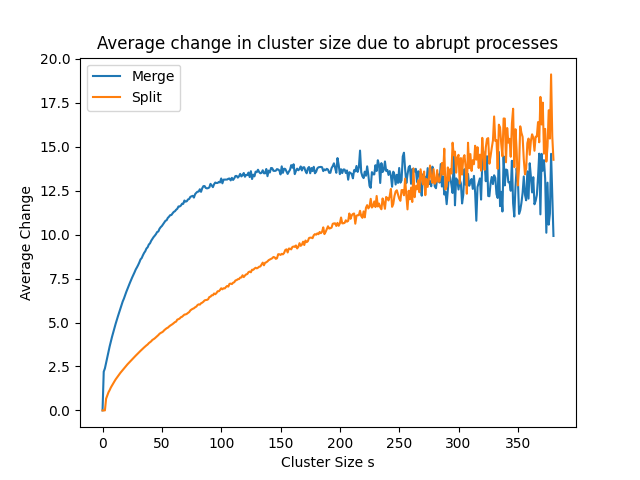 Average change in cluster size due to abrupt processes
Merge
Split
Average Change
20.0
17.5
15.0
12.5
10.0
7.5
5.0
2.5
0.0
0 50 100 150 200 250 300 350
Cluster Size s